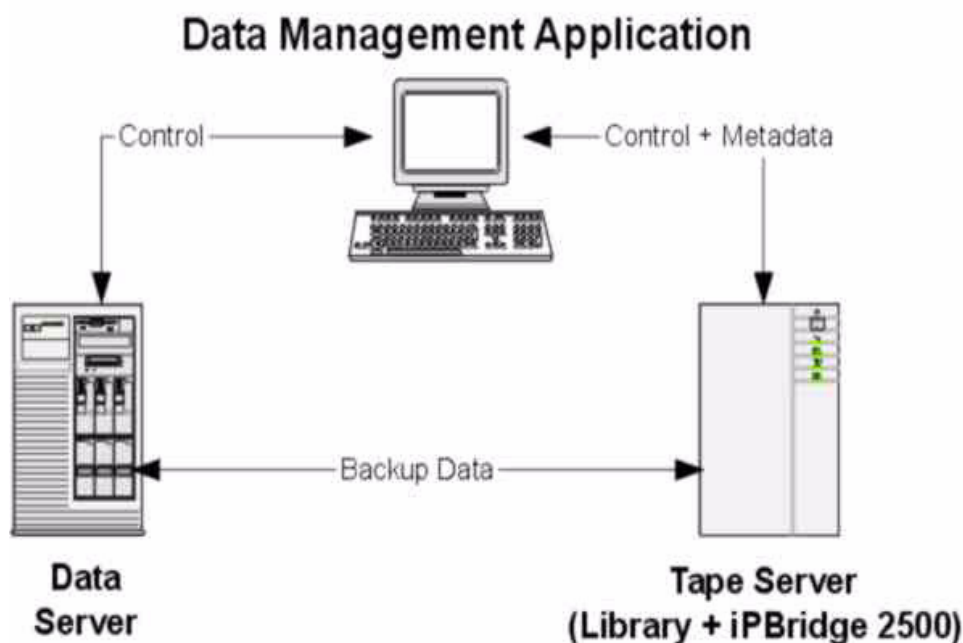 Data Management Application
Control
Control + Metadata
Backup Data
Data
Server
Tape Server
(Library + iPBridge 2500)